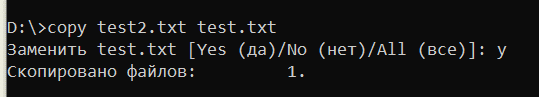 D:\>copy test2.txt test.txt
Заменить test.txt [Yes (да)/No (нет)/All (все)]: y
Скопировано файлов:         1.